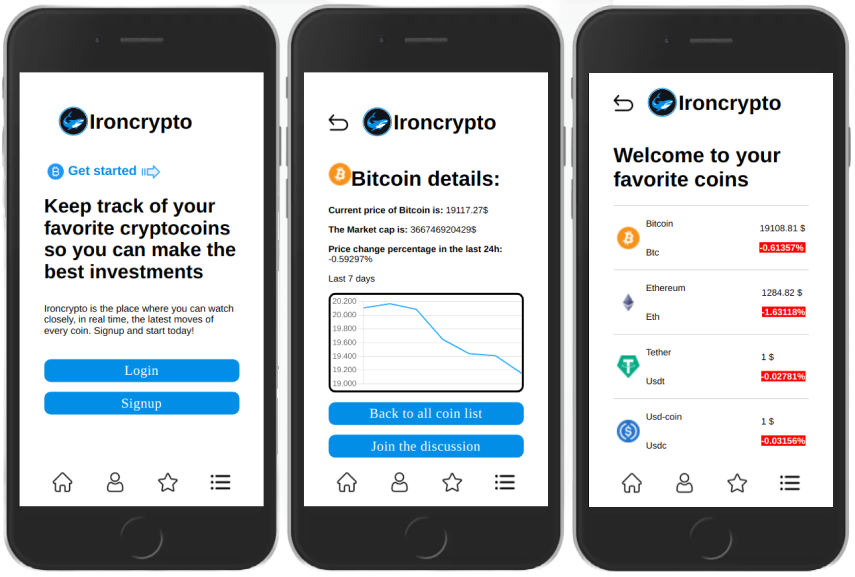 Ironcrypto
Get started
Keep track of your
favorite cryptocoins
so you can make the
best investments
Ironcrypto is the place where you can watch
closely, in real time, the latest moves of
every coin. Signup and start today!
Login
Signup
Ironcrypto
Bitcoin details:
Current price of Bitcoin is: 19117.27$
The Market cap is: 366746920429$
Price change percentage in the last 24h:
-0.59297%
Last 7 days
20.200
20.000
19.800
19.600
19.400
19.200
19.000
Back to all coin list
Join the discussion
Ironcrypto
Welcome to your
favorite coins
Bitcoin
19108.81 $
Btc
-0.61357%
Ethereum
1284.82 $
Eth
-1.63118%
Tether
1 $
Usdt
-0.02781%
Usd-coin
1 $
Usdc
-0.03156%